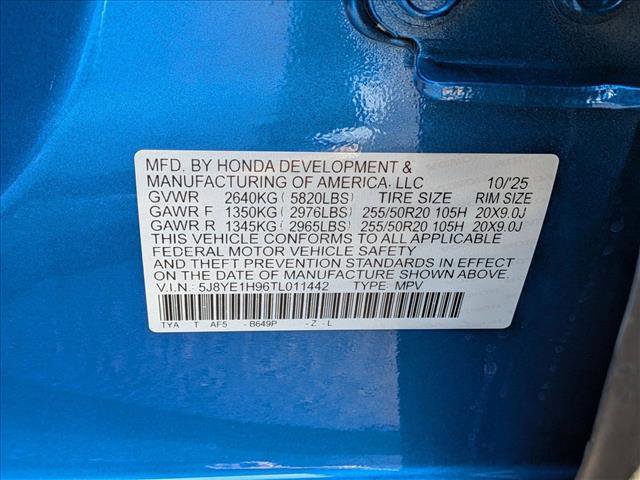 MFD. BY HONDA DEVELOPMENT &
MANUFACTURING OF AMERICA, LLC 10/'25
GVWR 2640KG (5820LBS) TIRE SIZE RIM SIZE
GAWR F 1350KG (2976LBS) 255/50R20 105H 20X9.0J
GAWR R 1345KG (2965LBS) 255/50R20 105H 20X9.0J
THIS VEHICLE CONFORMS TO ALL APPLICABLE
FEDERAL MOTOR VEHICLE SAFETY
AND THEFT PREVENTION STANDARDS IN EFFECT
ON THE DATE OF MANUFACTURE SHOWN ABOVE.
V.I.N.: 5J8YE1H96TL011442 TYPE: MPV
TYA T AF5 -B649P -Z-L